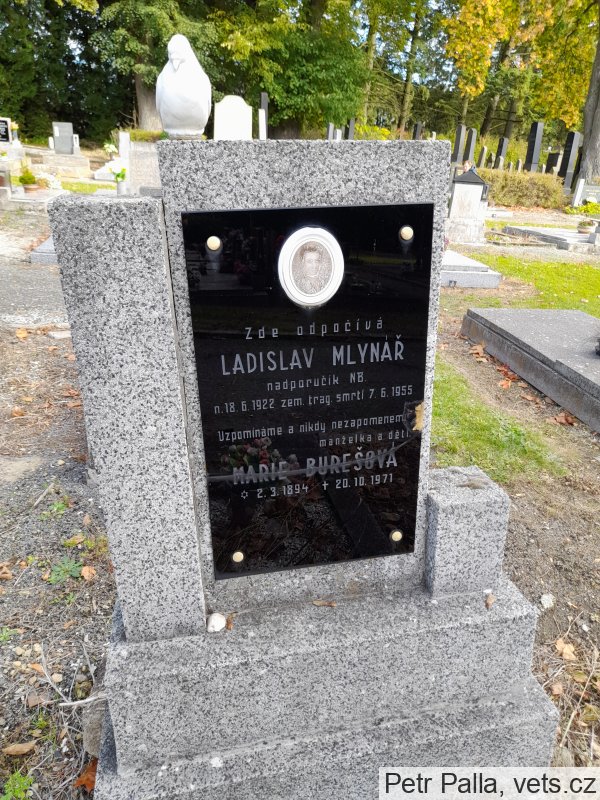 Zde odpočívá
LADISLAV MLYNÁŘ
nadporučík NB.
n.18.6.1922 zem.trag.smrtí 7.6.1955
Vzpomínáme a nikdy nezapomeneme
manželka a děti
MARIE BUREŠOVÁ
✡ 2.3.1894 + 20.10.1971
Petr Palla, vets.cz